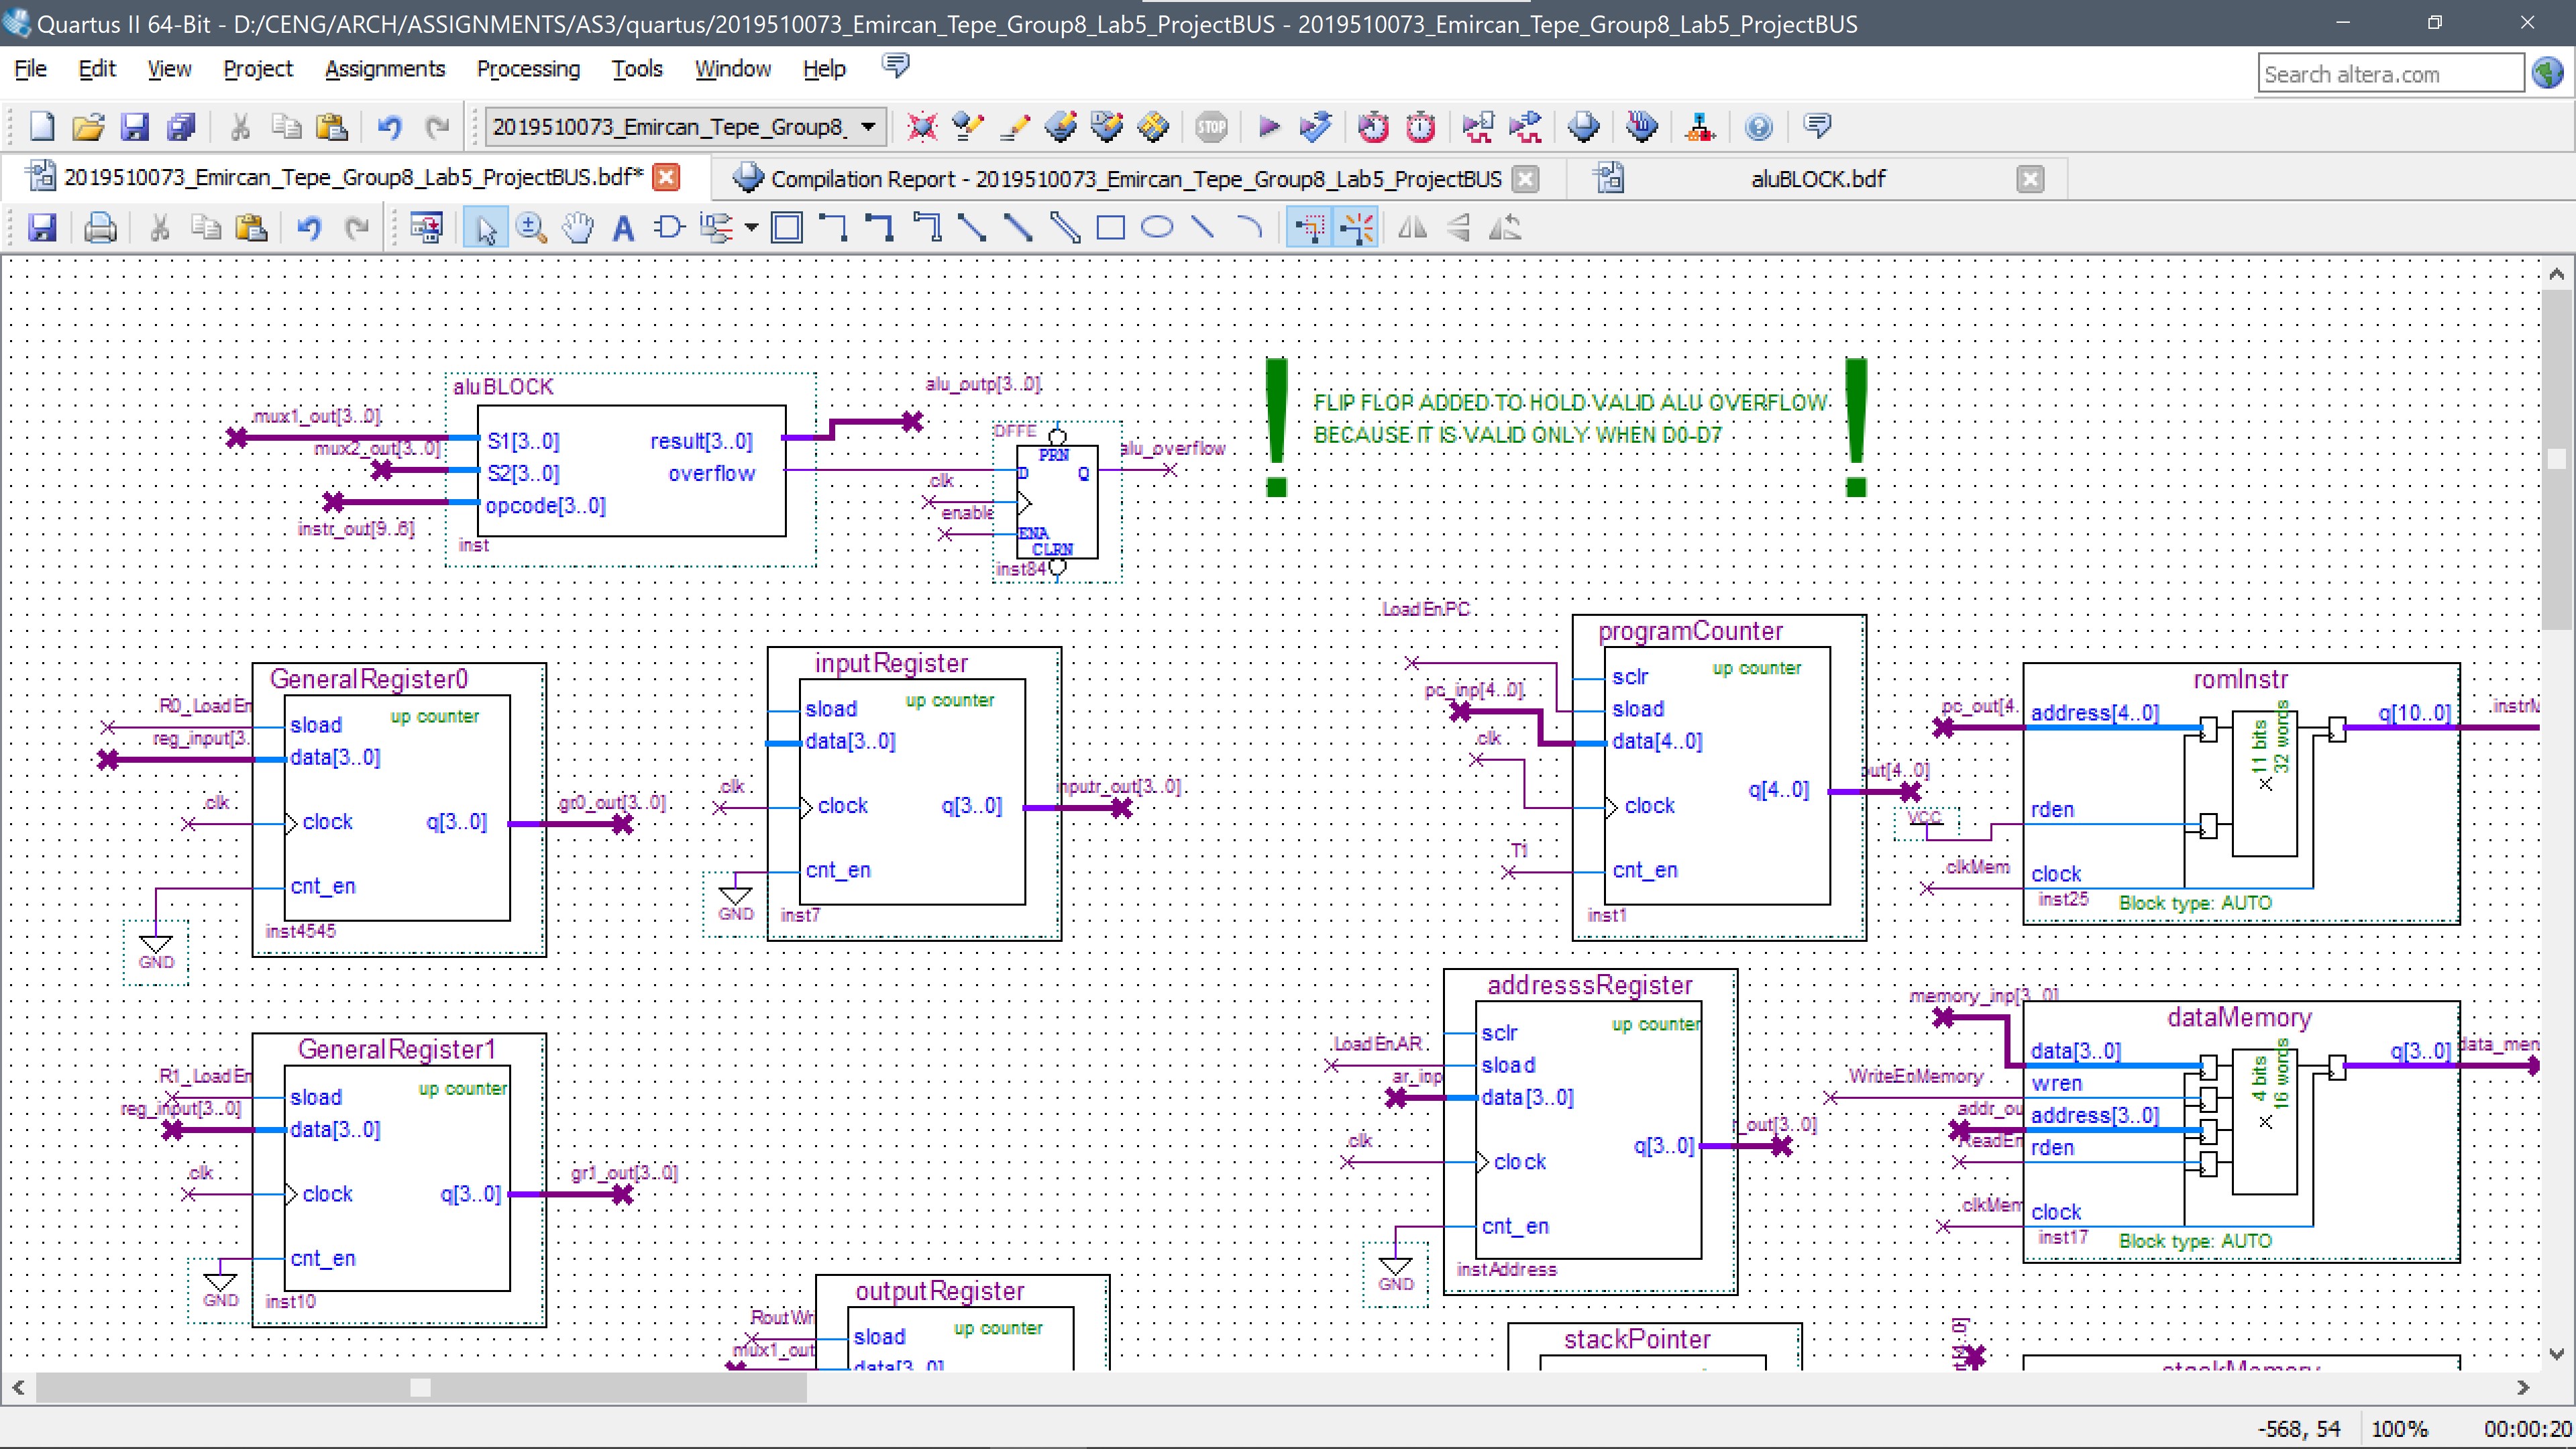 Quartus II 64-Bit - D:/CENG/ARCH/ASSIGNMENTS/AS3/quartus/2019510073_Emircan_Tepe_Group8_Lab5_ProjectBUS - 2019510073_Emircan_Tepe_Group8_Lab5_ProjectBUS
File Edit View Project Assignments Processing Tools Window Help
Search altera.com
2019510073_Emircan_Tepe_Group8_
STOP
2019510073_Emircan_Tepe_Group8_Lab5_ProjectBUS.bdf*
Compilation Report - 2019510073_Emircan_Tepe_Group8_Lab5_ProjectBUS
aluBLOCK.bdf
aluBLOCK
mux1_out[3..0]
mux2_out[3..0]
instr_out[9..6]
S1[3..0] result[3..0]
S2[3..0] overflow
opcode[3..0]
inst
alu_outp[3..0]
DFFE
PRN
D Q
clk
enable
ENA
CLRN
inst84
alu_overflow
! FLIP FLOP ADDED TO HOLD VALID ALU OVERFLOW !
BECAUSE IT IS VALID ONLY WHEN D0-D7
GeneralRegister0
up counter
R0_LoadEn
sload
reg_input[3.
data[3..0]
clk
clock q[3..0]
gr0_out[3..0]
cnt_en
inst4545
GND
inputRegister
up counter
sload
data[3..0]
clk
clock q[3..0]
inputr_out[3..0]
cnt_en
GND
inst7
LoadEnPC
programCounter
up counter
sclr
sload
pc_inp[4..0]
data[4..0]
clk
q[4..0]
out[4..0]
clock
T1
cnt_en
inst1
romInstr
pc_out[4.
address[4..0] q[10..0]
instrM
11 bits
32 words
rden
VCC
clkMem
clock
inst25
Block type: AUTO
GeneralRegister1
up counter
R1_LoadEn
sload
reg_input[3..0]
data[3..0]
clk
clock q[3..0]
gr1_out[3..0]
cnt_en
GND
inst10
addresssRegister
up counter
sclr
LoadEnAR
sload
ar_inp
data[3..0]
clk
q[3..0]
_out[3..0]
clock
cnt_en
GND
instAddress
memory_inp[3..0]
dataMemory
data[3..0] q[3..0]
data_mem
4 bits
16 words
wren
WriteEnMemory
addr_ou
address[3..0]
ReadEn
rden
clkMem
clock
inst17
Block type: AUTO
outputRegister
up counter
RoutWri
sload
mux1_out
data[3..0]
stackPointer
stackMemory
-568, 54 100% 00:00:20